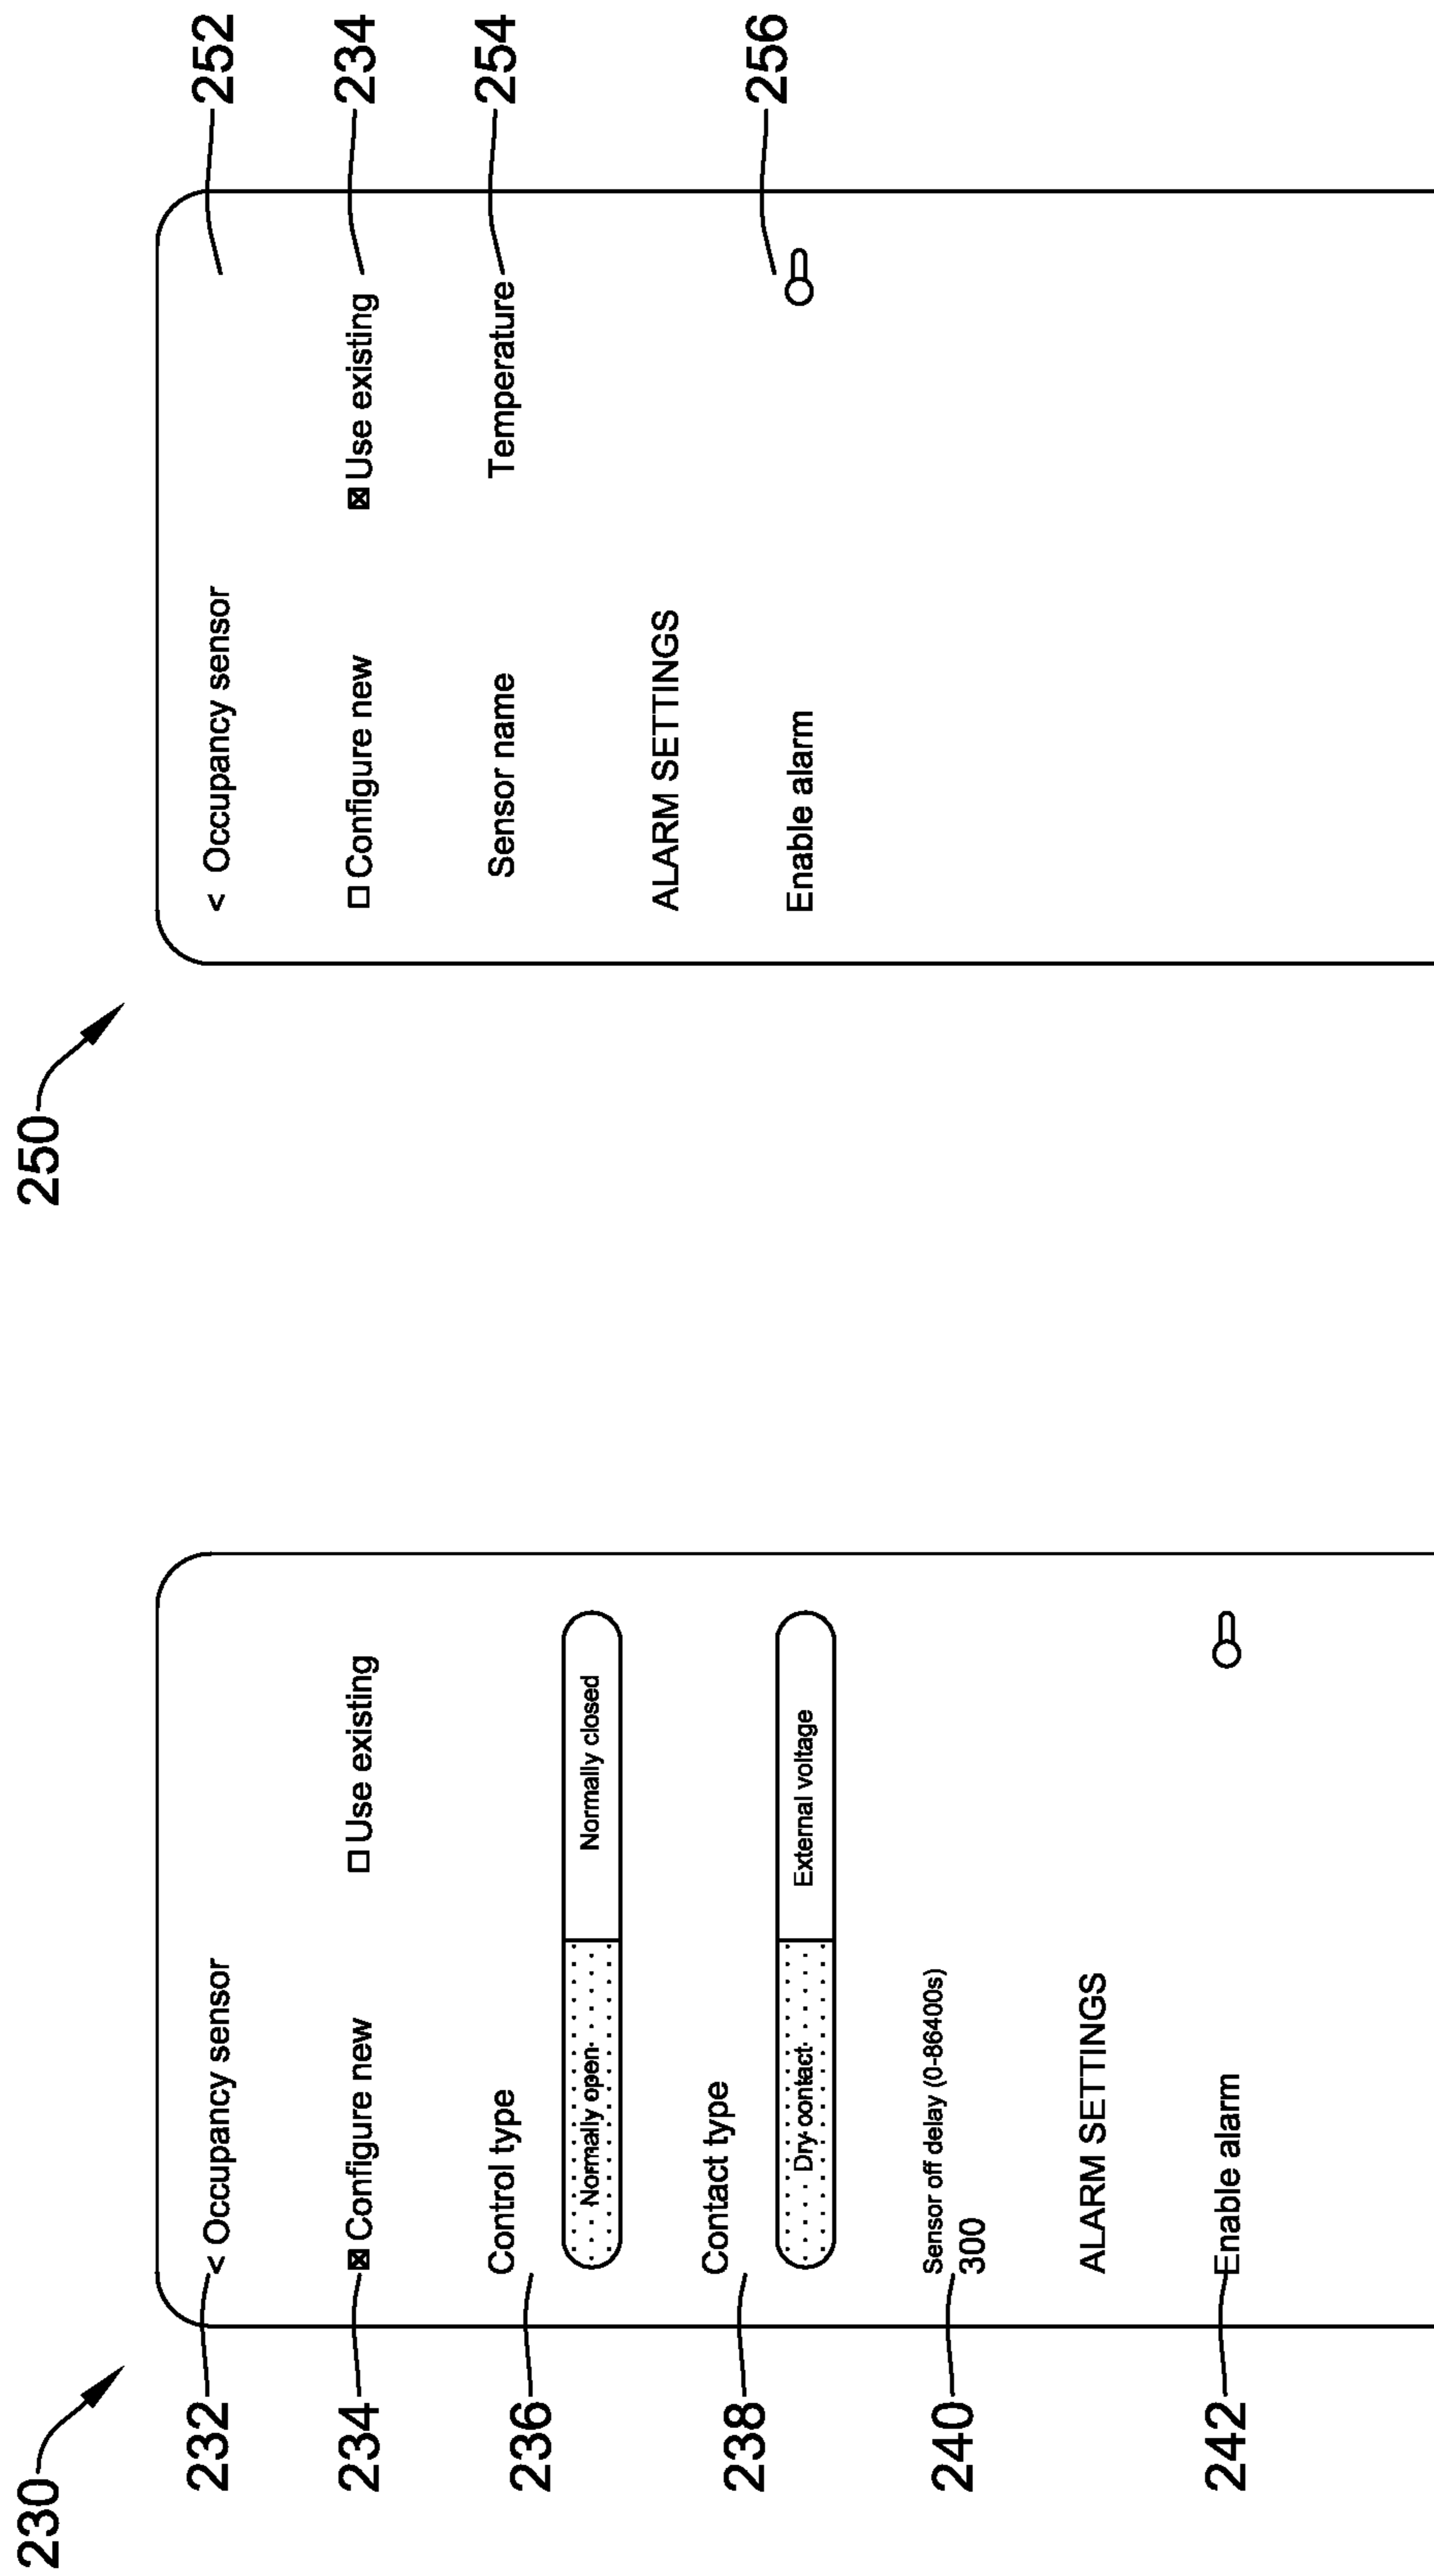 230
232
< Occupancy sensor
234
☒ Configure new ☐ Use existing
236
Control type
Normally open Normally closed
238
Contact type
Dry contact External voltage
240
Sensor off delay (0-86400s)
300
ALARM SETTINGS
242
Enable alarm
250
< Occupancy sensor
252
☐ Configure new ☒ Use existing
234
Sensor name Temperature
254
ALARM SETTINGS
Enable alarm
256